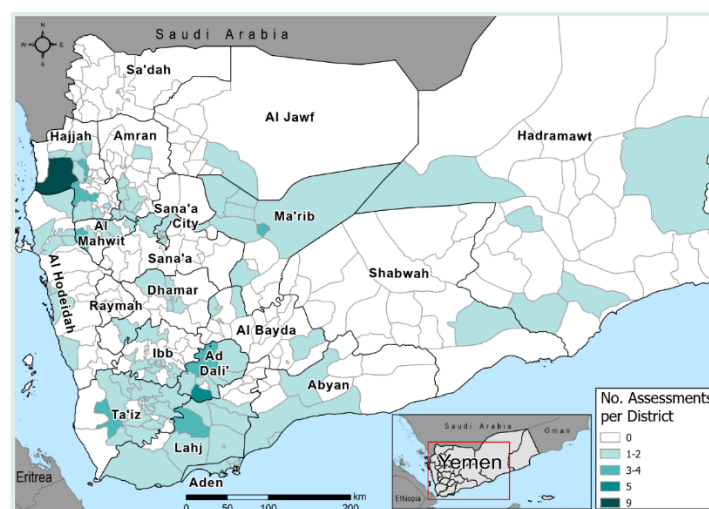 Saudi Arabia
N
W
E
S
Sa'dah
Al Jawf
Hajjah
Amran
Hadramawt
Sana'a
City
Ma'rib
Al
Mahwit
Sana'a
Shabwah
Al Hodeidah
Dhamar
Raymah
Al Bayda
Ibb
Ad
Dali'
Abyan
Ta'iz
Lahj
Aden
Eritrea
km
0
100
200
Saudi Arabia
Oman
Yemen
Ethiopia
No. Assessments
per District
0
1-2
3-4
5
9